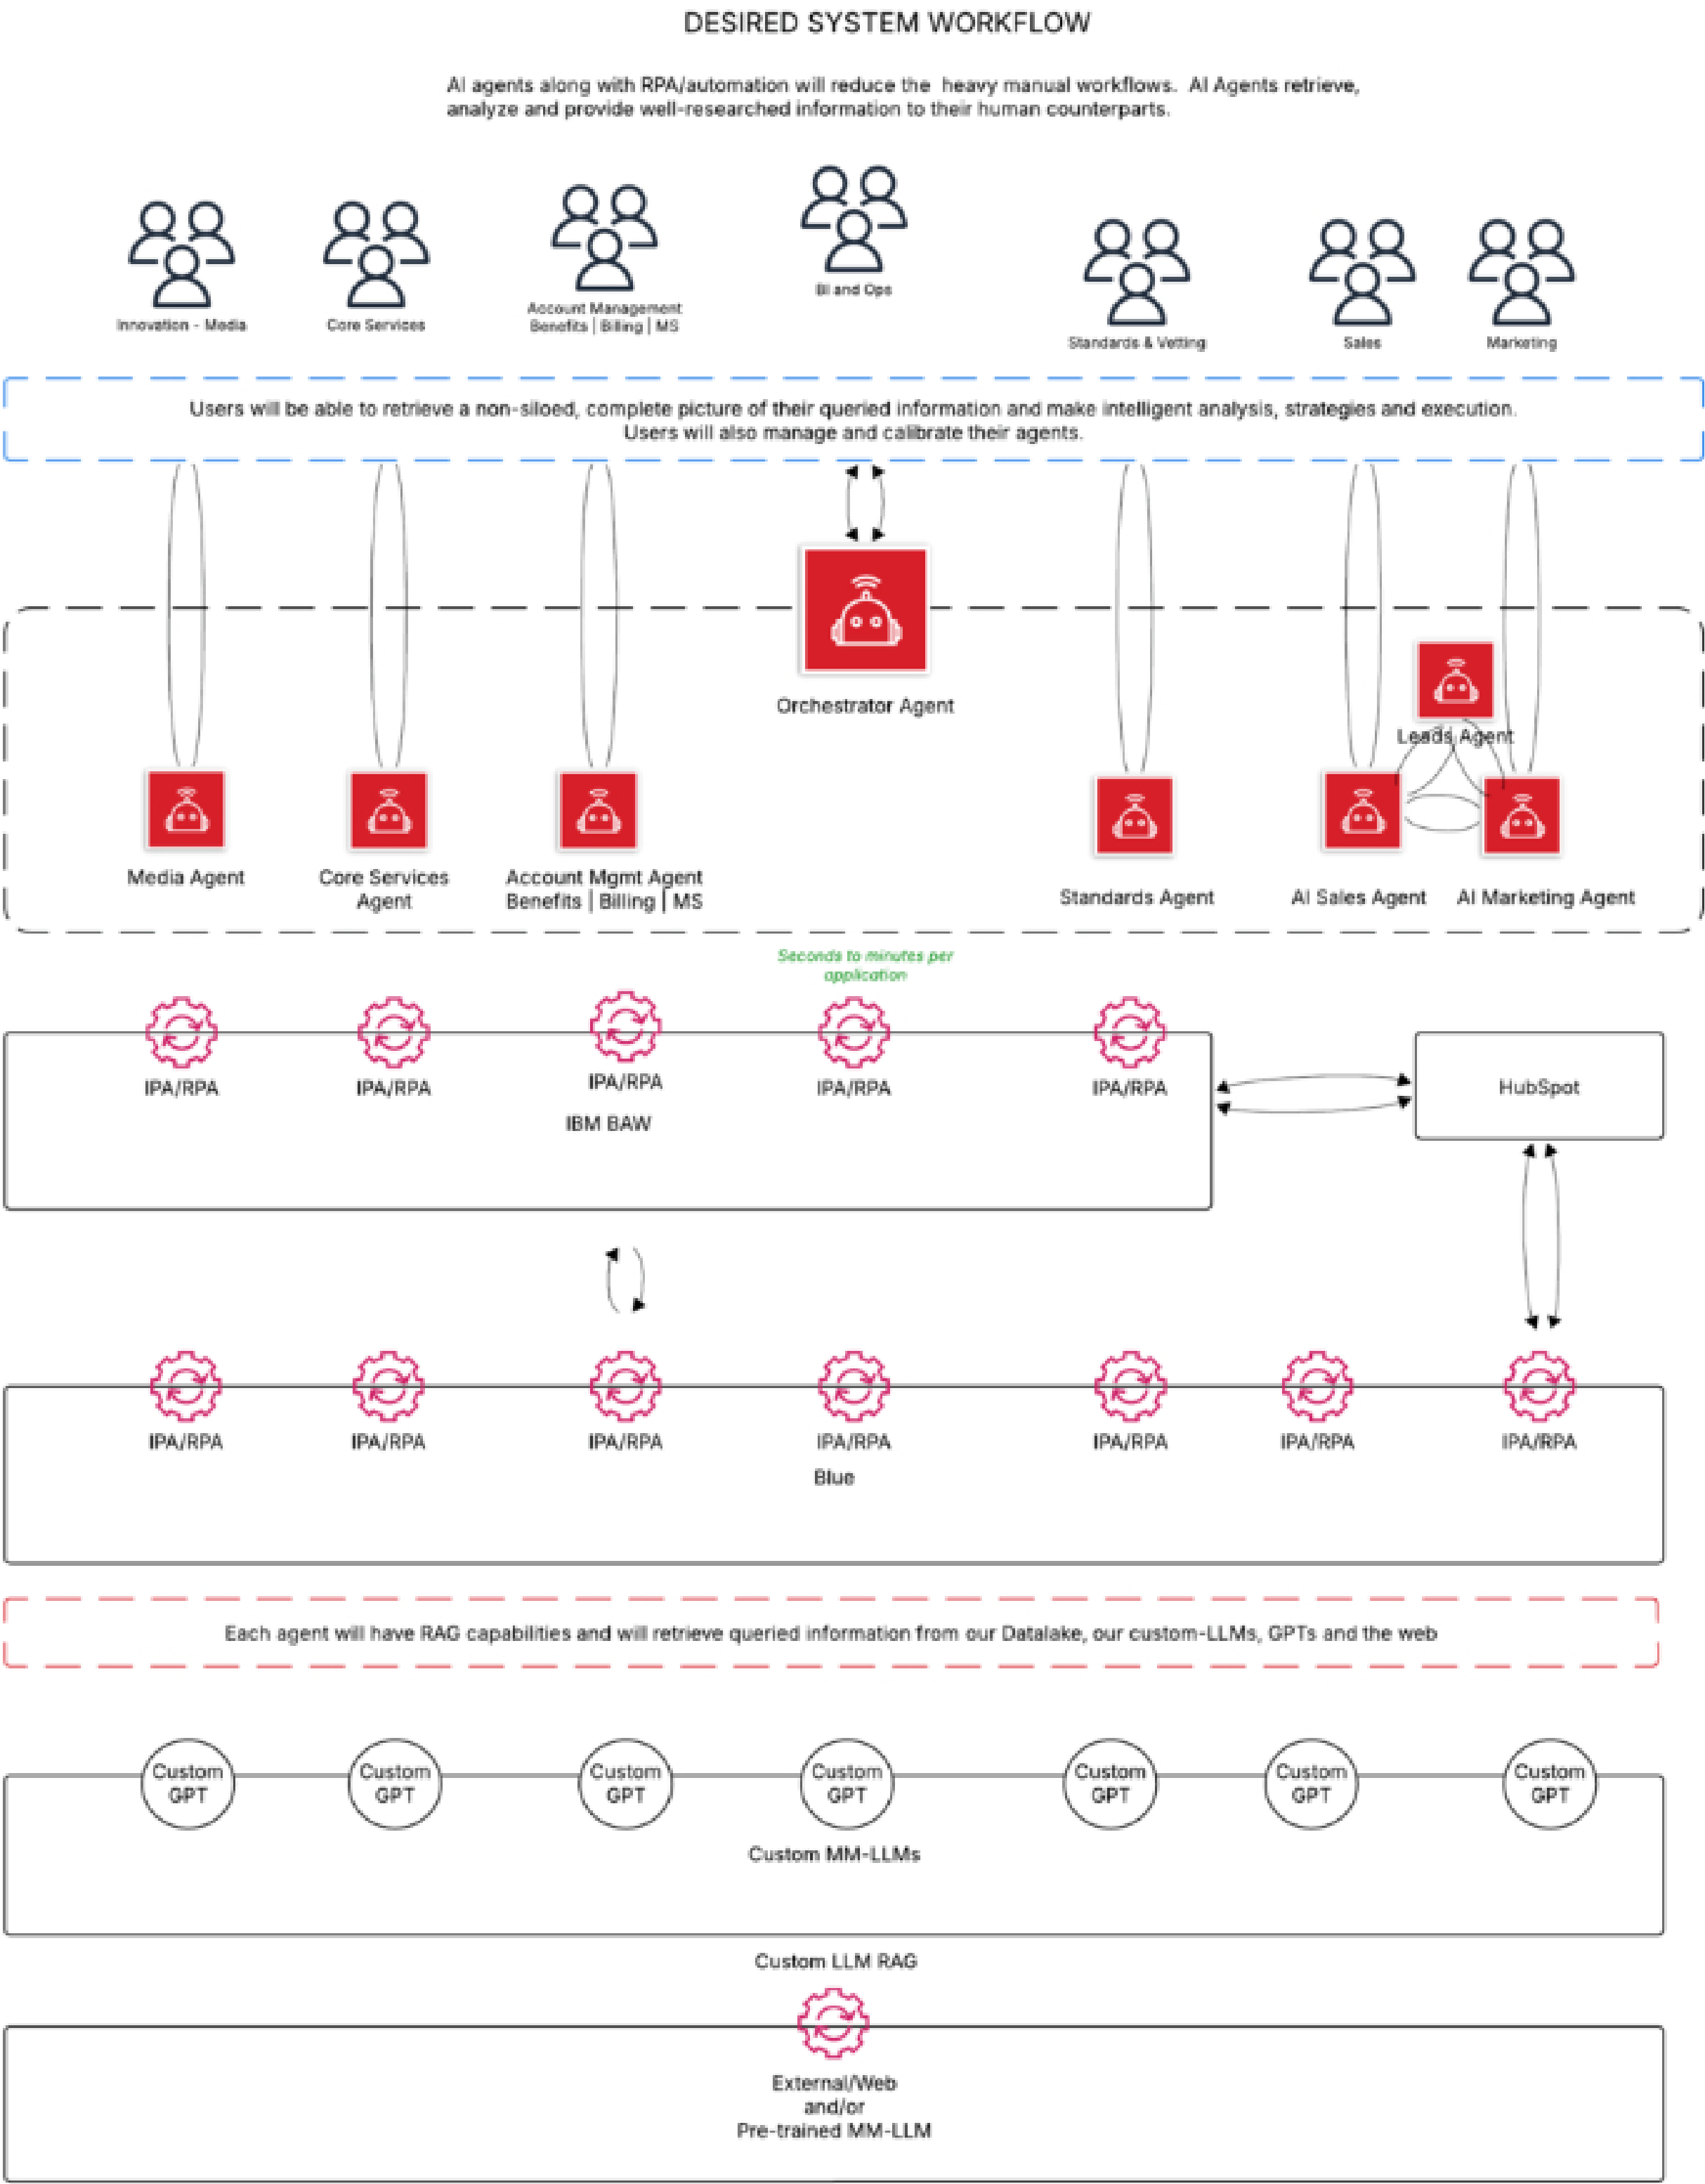 DESIRED SYSTEM WORKFLOW
AI agents along with RPA/automation will reduce the heavy manual workflows. AI Agents retrieve,
analyze and provide well-researched information to their human counterparts.
Innovation - Media
Core Services
Account Management
Benefits | Billing | MS
BI and Ops
Standards & Vetting
Sales
Marketing
Users will be able to retrieve a non-siloed, complete picture of their queried information and make intelligent analysis, strategies and execution.
Users will also manage and calibrate their agents.
Orchestrator Agent
Leads Agent
Media Agent
Core Services
Agent
Account Mgmt Agent
Benefits | Billing | MS
Standards Agent
AI Sales Agent
AI Marketing Agent
Seconds to minutes per
application
IPA/RPA
IPA/RPA
IPA/RPA
IPA/RPA
IPA/RPA
IBM BAW
HubSpot
IPA/RPA
IPA/RPA
IPA/RPA
IPA/RPA
IPA/RPA
IPA/RPA
IPA/RPA
Blue
Each agent will have RAG capabilities and will retrieve queried information from our Datalake, our custom-LLMs, GPTs and the web
Custom
GPT
Custom
GPT
Custom
GPT
Custom
GPT
Custom
GPT
Custom
GPT
Custom
GPT
Custom MM-LLMs
Custom LLM RAG
External/Web
and/or
Pre-trained MM-LLM